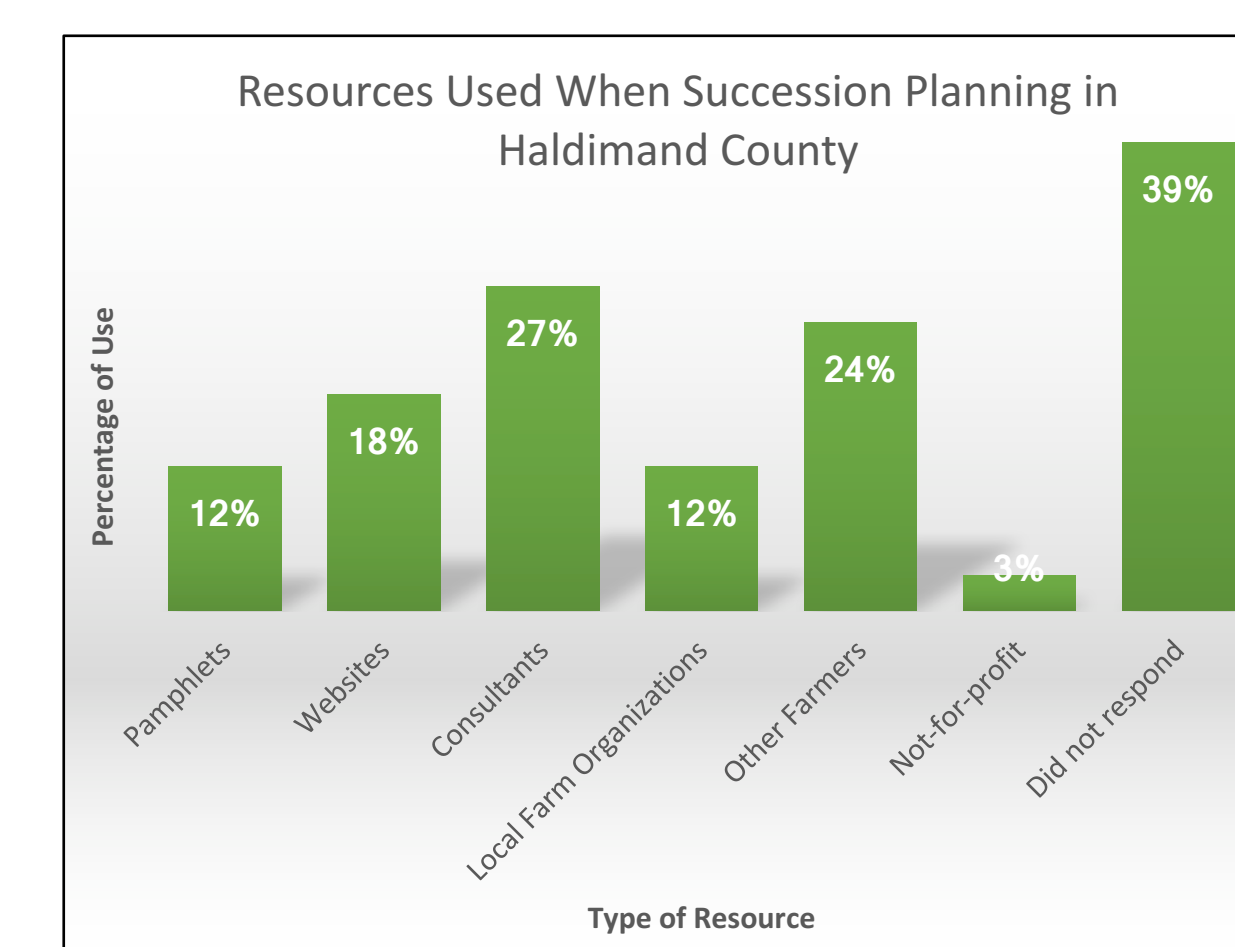 Resources Used When Succession Planning in
Haldimand County
Percentage of Use
12%
18%
27%
12%
24%
3%
39%
Pamphlets
Websites
Consultants
Local Farm Organizations
Other Farmers
Not-for-profit
Did not respond
Type of Resource